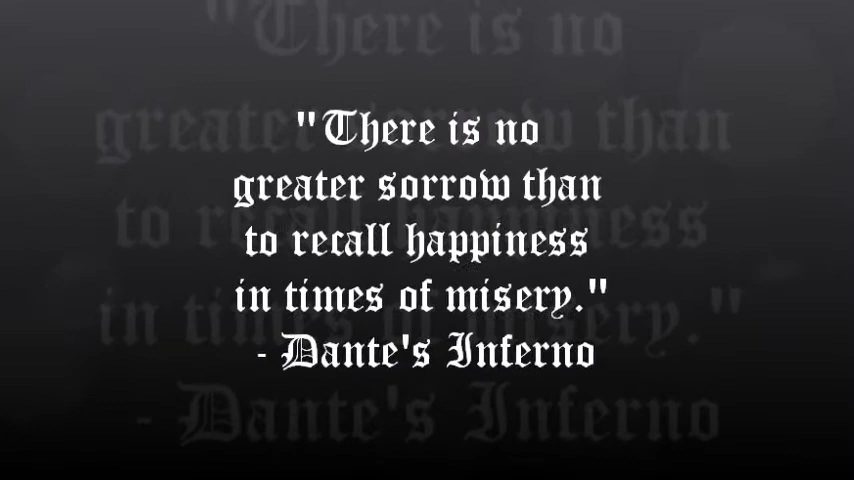 "There is no
greater sorrow than
to recall happiness
in times of misery."
- Dante's Inferno